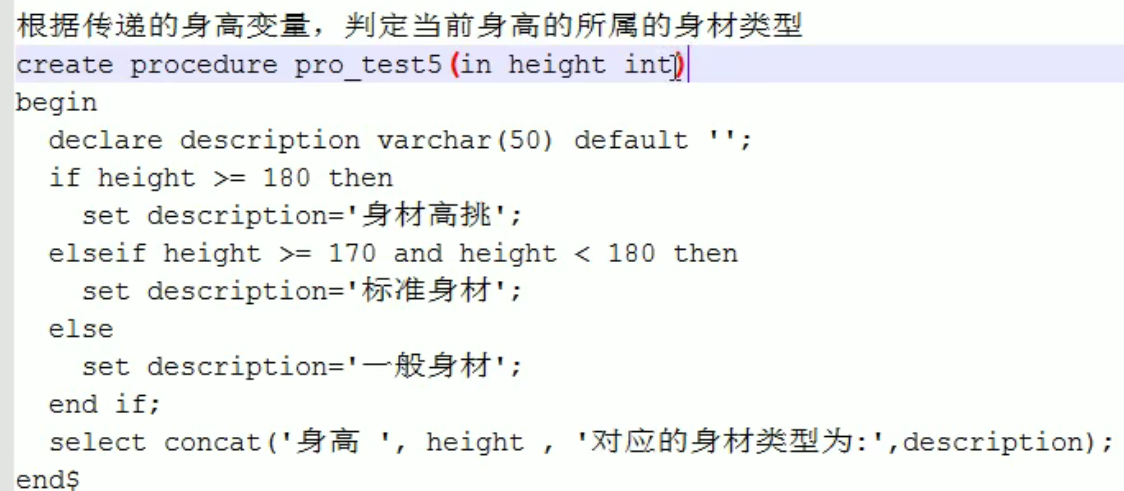 根据传递的身高变量，判定当前身高的所属的身材类型
create procedure pro_test5(in height int)
begin
  declare description varchar(50) default '';
  if height >= 180 then
    set description='身材高挑';
  elseif height >= 170 and height < 180 then
    set description='标准身材';
  else
    set description='一般身材';
  end if;
  select concat('身高 ', height , '对应的身材类型为:',description);
end$